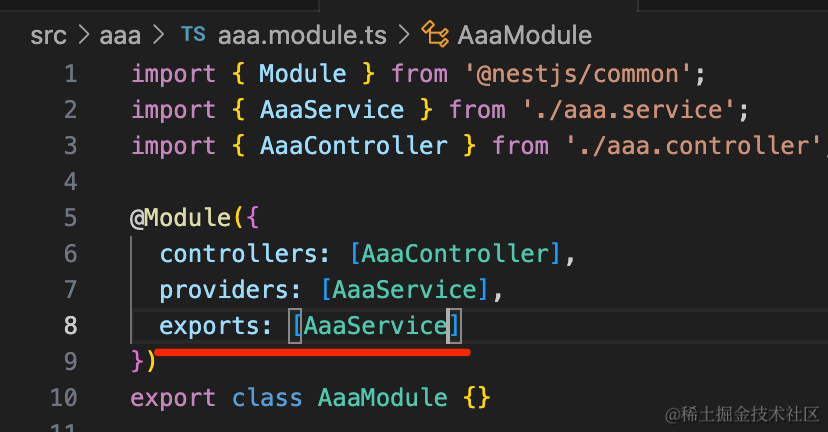 src > aaa > TS aaa.module.ts > AaaModule
1 import { Module } from '@nestjs/common';
2 import { AaaService } from './aaa.service';
3 import { AaaController } from './aaa.controller'
4
5 @Module({
6 controllers: [AaaController],
7 providers: [AaaService],
8 exports: [AaaService]
9 })
10 export class AaaModule {}
11
@稀土掘金技术社区